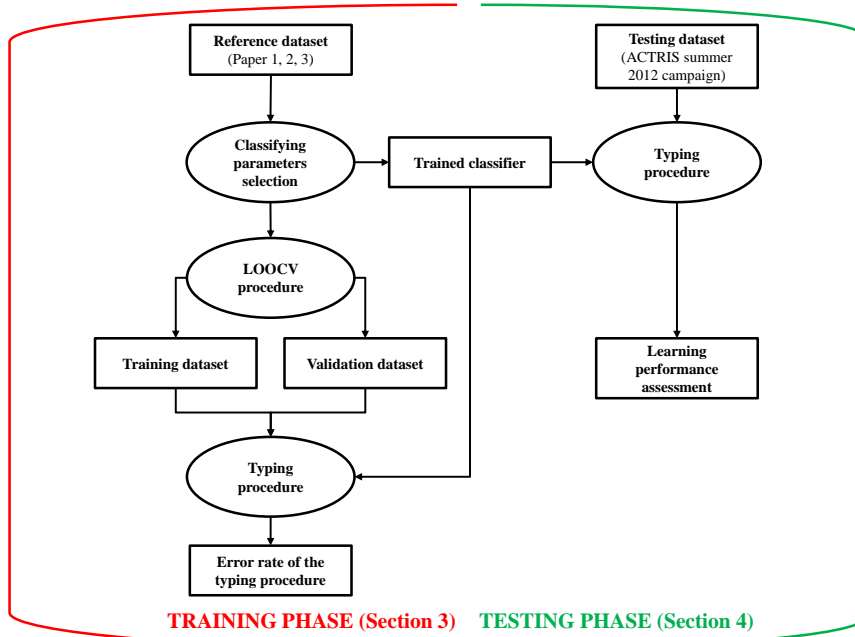 Reference dataset
(Paper 1, 2, 3)
Testing dataset
(ACTRIS summer
2012 campaign)
Classifying
parameters
selection
Trained classifier
Typing
procedure
LOOCV
procedure
Training dataset
Validation dataset
Learning
performance
assessment
Typing
procedure
Error rate of the
typing procedure
TRAINING PHASE (Section 3)
TESTING PHASE (Section 4)